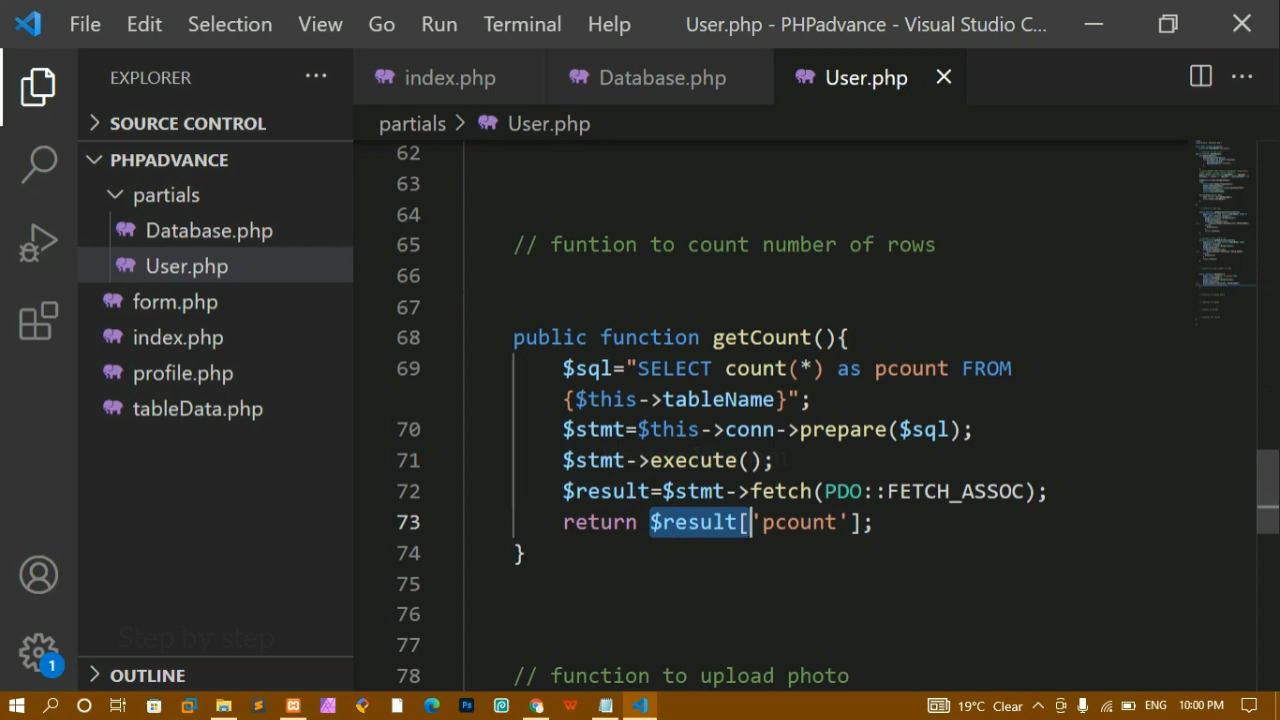 File Edit Selection View Go Run Terminal Help User.php - PHPadvance - Visual Studio C...
EXPLORER
index.php Database.php User.php
SOURCE CONTROL
partials > User.php
PHPADVANCE
partials
Database.php
User.php
form.php
index.php
profile.php
tableData.php
62
63
64
65 // funtion to count number of rows
66
67
68 public function getCount(){
69 $sql="SELECT count(*) as pcount FROM
{$this->tableName}";
70 $stmt=$this->conn->prepare($sql);
71 $stmt->execute();
72 $result=$stmt->fetch(PDO::FETCH_ASSOC);
73 return $result['pcount'];
74 }
75
76
77
78 // function to upload photo
Step by step
1
OUTLINE
19°C Clear ENG 10:00 PM